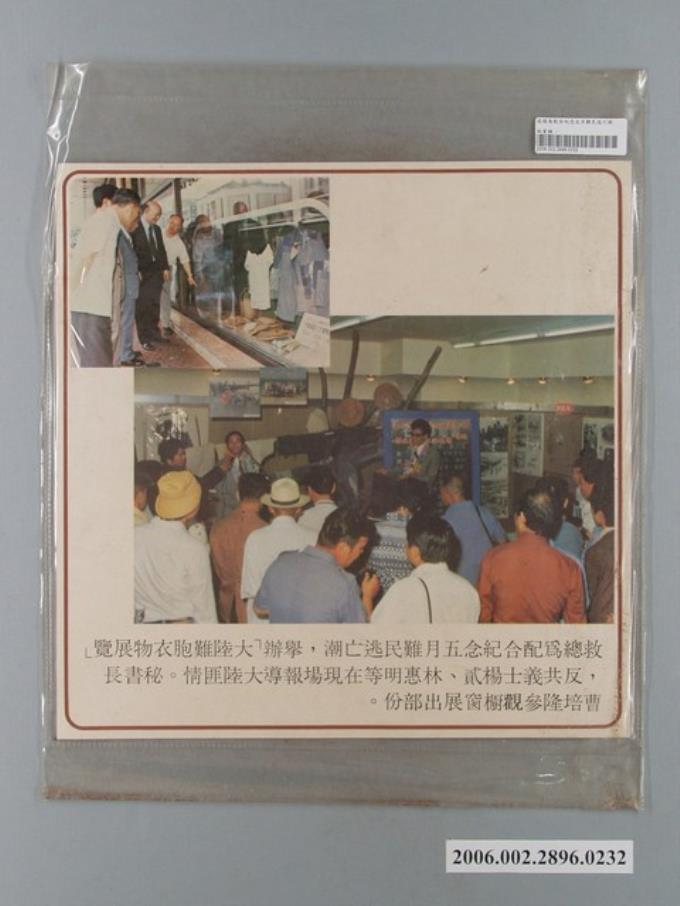 救總爲配合紀念五月難民逃亡潮，舉辦「大陸難胞衣物展覽」
，反共義士楊貳、林惠明等在現場報導大陸匪情。秘書長
曹培隆參觀櫥窗展出部份。
2006.002.2896.0232